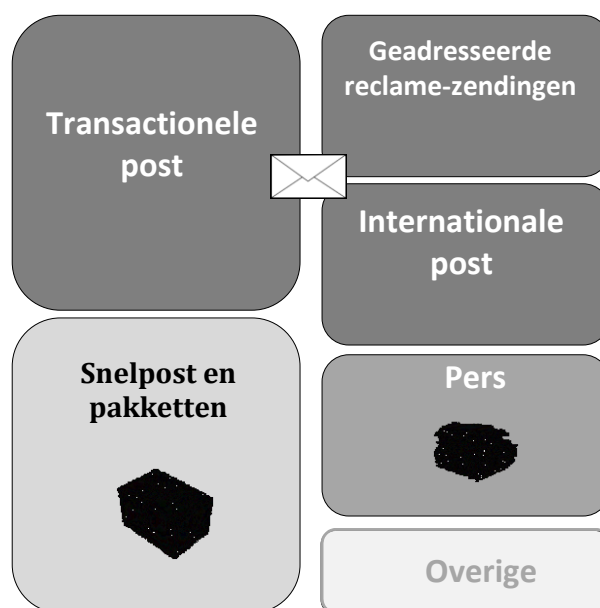 Transactionele
post
Geadresseerde
reclame-zendingen
Internationale
post
Snelpost en
pakketten
Pers
Overige